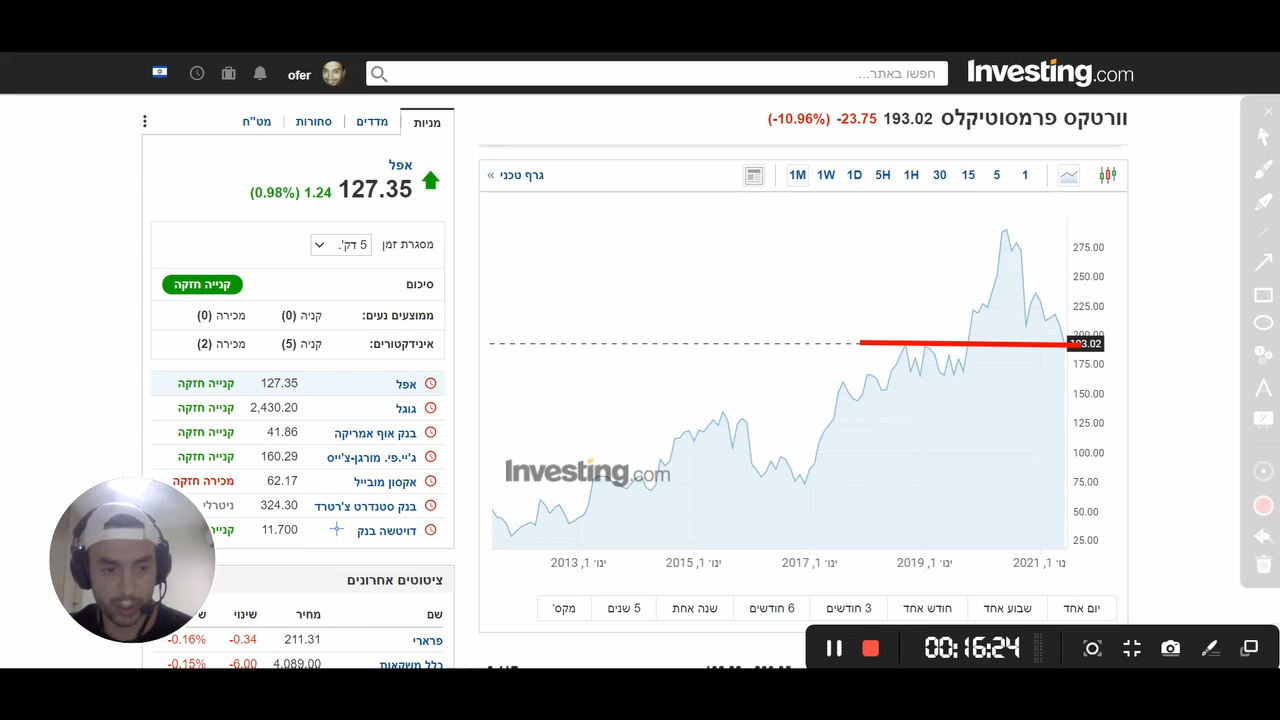 ofer
חפשו באתר...
Investing.com
וורטקס פרמסוטיקלס 193.02 -23.75 (-10.96%)
גרף טכני »
1M 1W 1D 5H 1H 30 15 5 1
275.00
250.00
225.00
200.00
193.02
175.00
150.00
125.00
100.00
75.00
50.00
25.00
Investing.com
ינו׳ 1, 2013 ינו׳ 1, 2015 ינו׳ 1, 2017 ינו׳ 1, 2019 ינו׳ 1, 2021
יום אחד שבוע אחד חודש אחד 3 חודשים 6 חודשים שנה אחת 5 שנים מקס'
מניות מדדים סחורות מט"ח
אפל
127.35 1.24 (0.98%)
מסגרת זמן 5 דק'.
סיכום קנייה חזקה
ממוצעים נעים: קניה (0) מכירה (0)
אינדיקטורים: קניה (5) מכירה (2)
אפל 127.35 קנייה חזקה
גוגל 2,430.20 קנייה חזקה
בנק אוף אמריקה 41.86 קנייה חזקה
ג'יי.פי. מורגן-צ'ייס 160.29 קנייה חזקה
אקסון מובייל 62.17 מכירה חזקה
בנק סטנדרט צ'רטרד 324.30 ניטרלי
דויטשה בנק 11.700
ציטוטים אחרונים
שם מחיר שינוי
פרארי 211.31 -0.34 -0.16%
כלל משקאות 4,089.00 -6.00 -0.15%
00:16:24